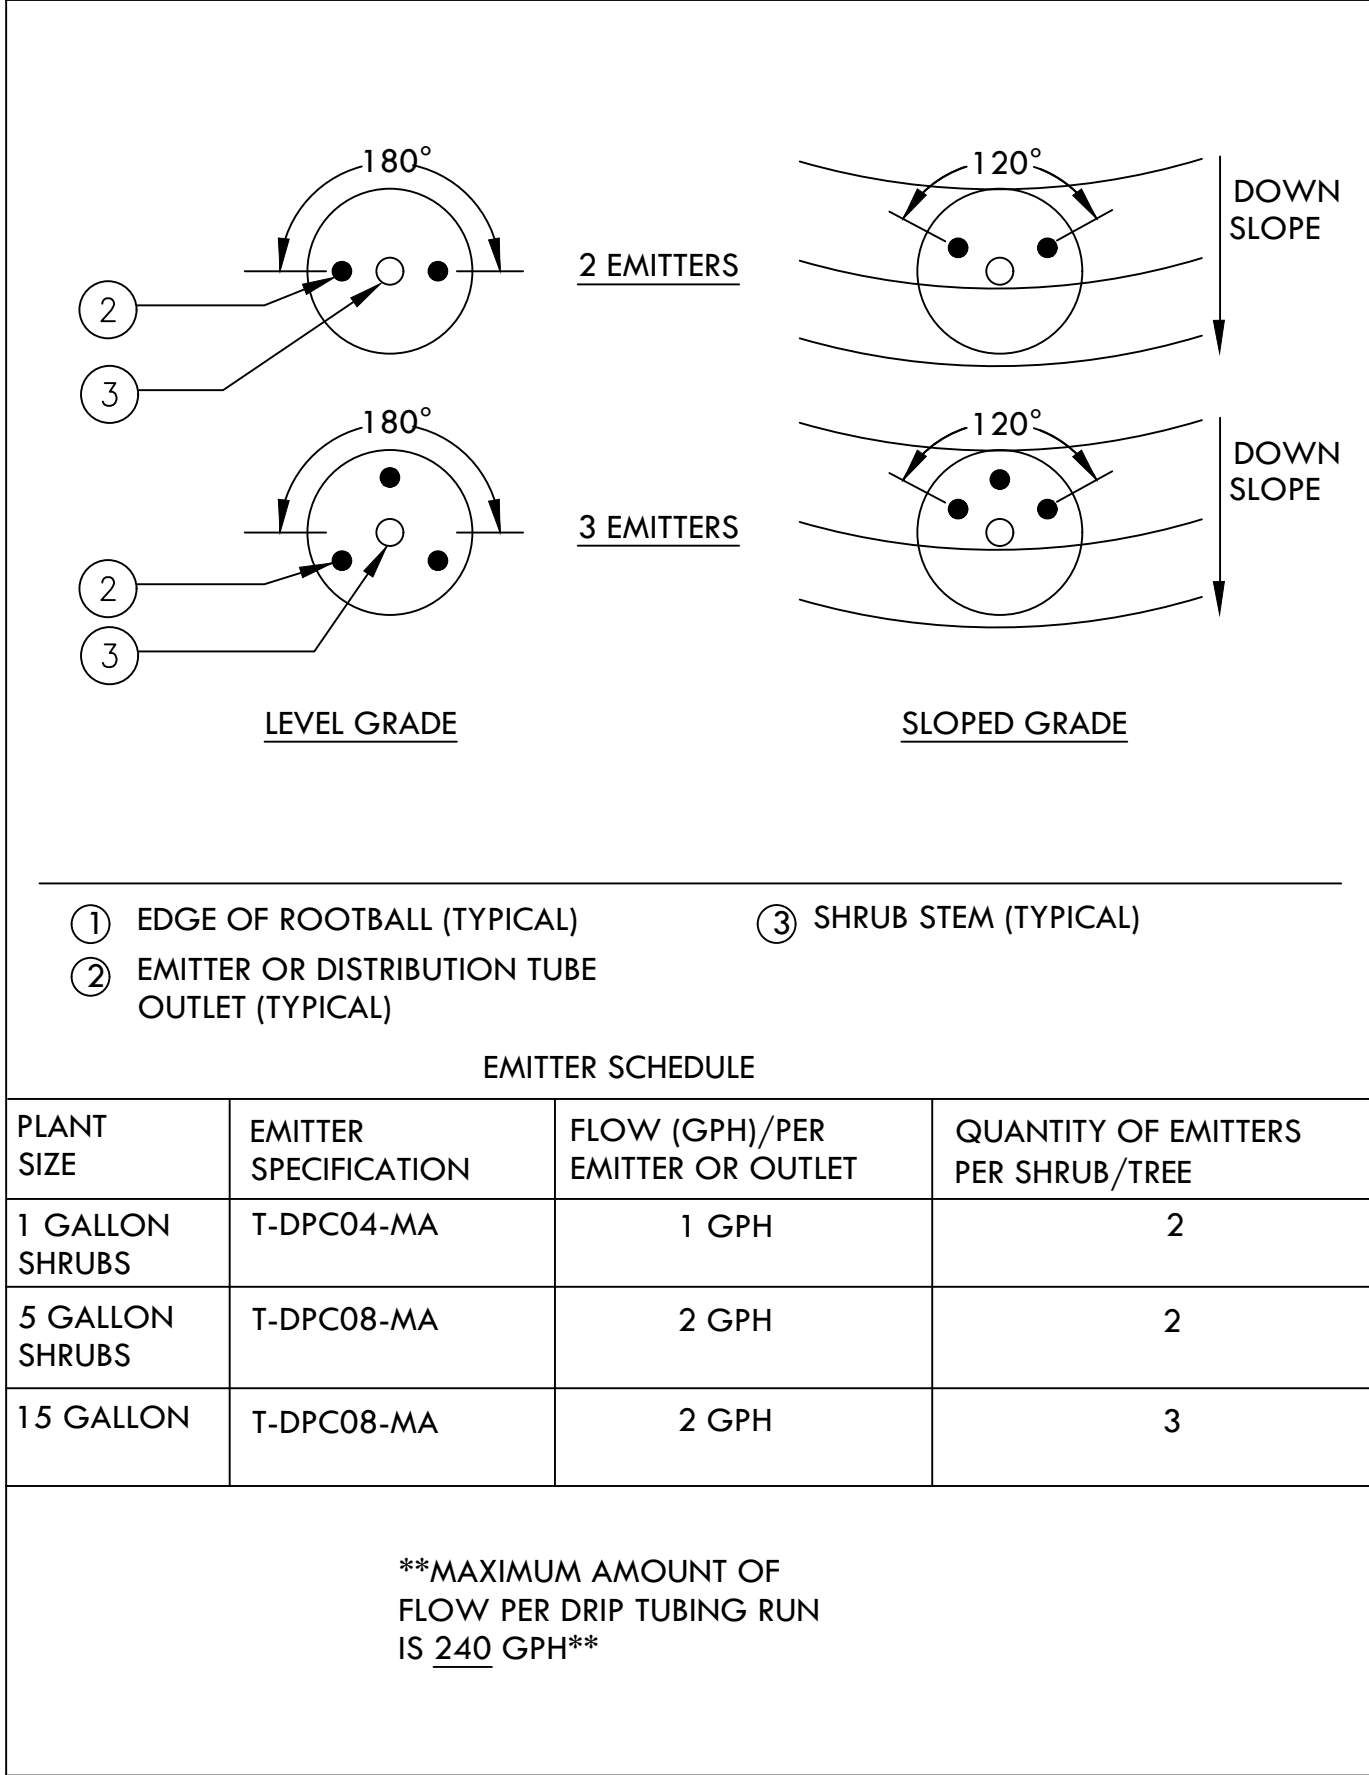 180°
120°
DOWN
SLOPE
2 EMITTERS
2
3
180°
120°
DOWN
SLOPE
3 EMITTERS
2
3
LEVEL GRADE
SLOPED GRADE
1 EDGE OF ROOTBALL (TYPICAL)
2 EMITTER OR DISTRIBUTION TUBE
OUTLET (TYPICAL)
3 SHRUB STEM (TYPICAL)
EMITTER SCHEDULE
PLANT
SIZE
EMITTER
SPECIFICATION
FLOW (GPH)/PER
EMITTER OR OUTLET
QUANTITY OF EMITTERS
PER SHRUB/TREE
1 GALLON
SHRUBS
T-DPC04-MA
1 GPH
2
5 GALLON
SHRUBS
T-DPC08-MA
2 GPH
2
15 GALLON
T-DPC08-MA
2 GPH
3
**MAXIMUM AMOUNT OF
FLOW PER DRIP TUBING RUN
IS 240 GPH**